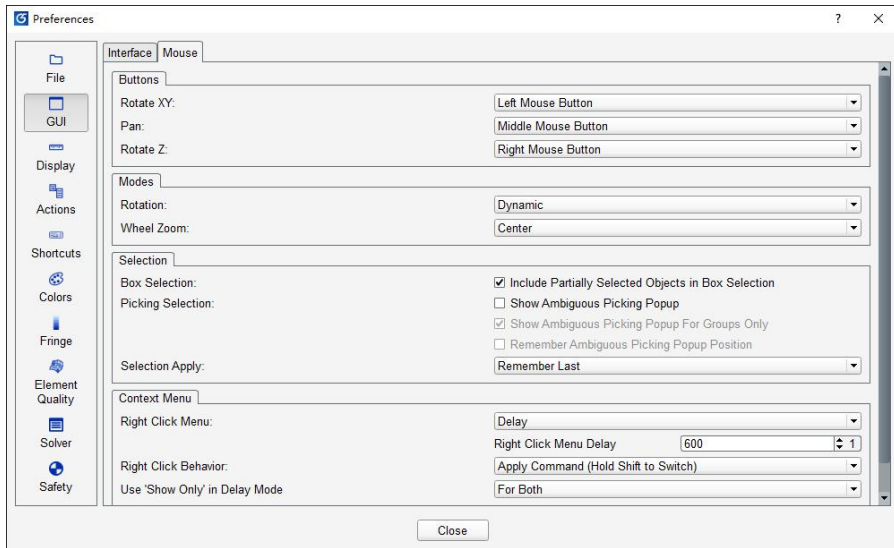 Preferences
?
Interface Mouse
File
GUI
Display
Actions
Shortcuts
Colors
Fringe
Element
Quality
Solver
Safety
Buttons
Rotate XY: Left Mouse Button
Pan: Middle Mouse Button
Rotate Z: Right Mouse Button
Modes
Rotation: Dynamic
Wheel Zoom: Center
Selection
Box Selection: Include Partially Selected Objects in Box Selection
Picking Selection: Show Ambiguous Picking Popup
Show Ambiguous Picking Popup For Groups Only
Remember Ambiguous Picking Popup Position
Selection Apply: Remember Last
Context Menu
Right Click Menu: Delay
Right Click Menu Delay 600 1
Right Click Behavior: Apply Command (Hold Shift to Switch)
Use 'Show Only' in Delay Mode For Both
Close